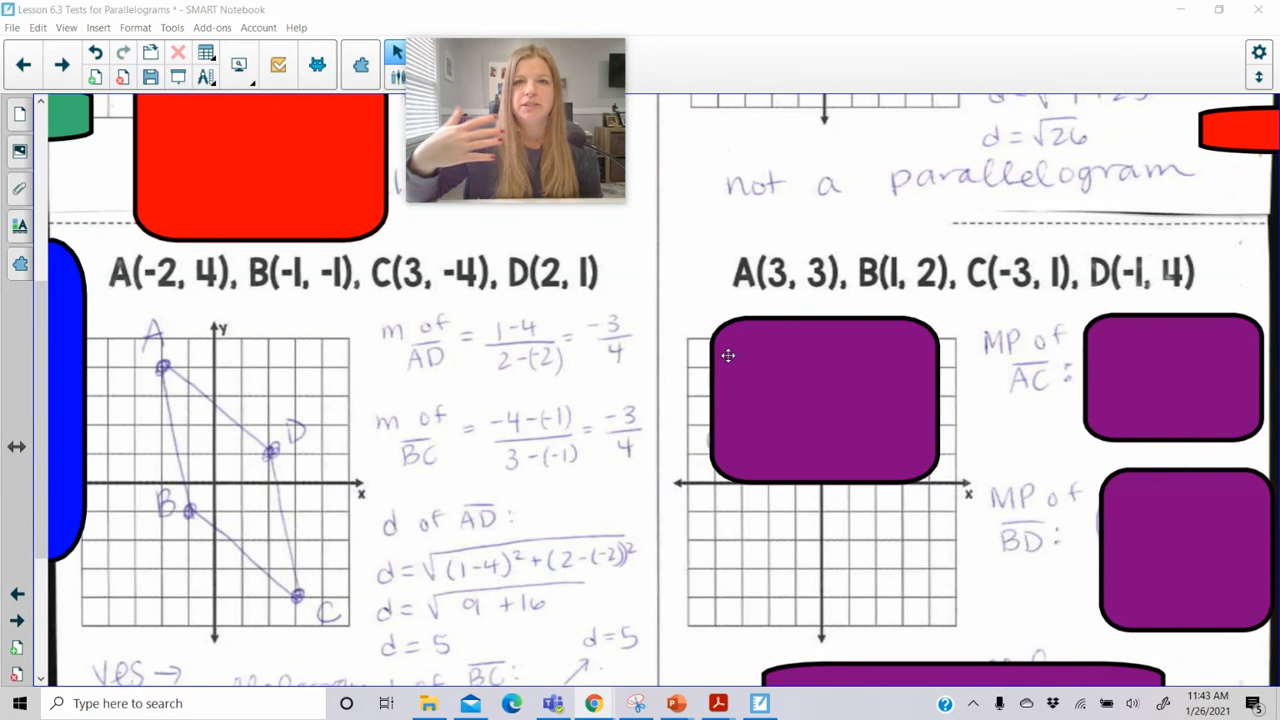 Lesson 6.3 Tests for Parallelograms * - SMART Notebook
File Edit View Insert Format Tools Add-ons Account Help
d = √26
not a parallelogram
A(-2, 4), B(-1, -1), C(3, -4), D(2, 1)
A
B
C
D
y
x
m of AD = 1-4 / 2-(-2) = -3/4
m of BC = -4-(-1) / 3-(-1) = -3/4
d of AD:
d = √(1-4)² + (2-(-2))²
d = √9 + 16
d = 5
d = 5
yes →
of BC:
A(3, 3), B(1, 2), C(-3, 1), D(-1, 4)
x
MP of
AC:
MP of
BD:
Type here to search
11:43 AM
1/26/2021
5